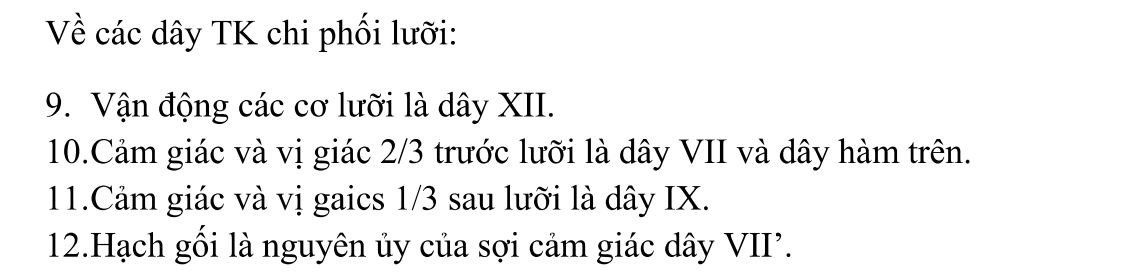 Về các dây TK chi phối lưỡi:
9. Vận động các cơ lưỡi là dây XII.
10.Cảm giác và vị giác 2/3 trước lưỡi là dây VII và dây hàm trên.
11.Cảm giác và vị gaics 1/3 sau lưỡi là dây IX.
12.Hạch gối là nguyên ủy của sợi cảm giác dây VII’.